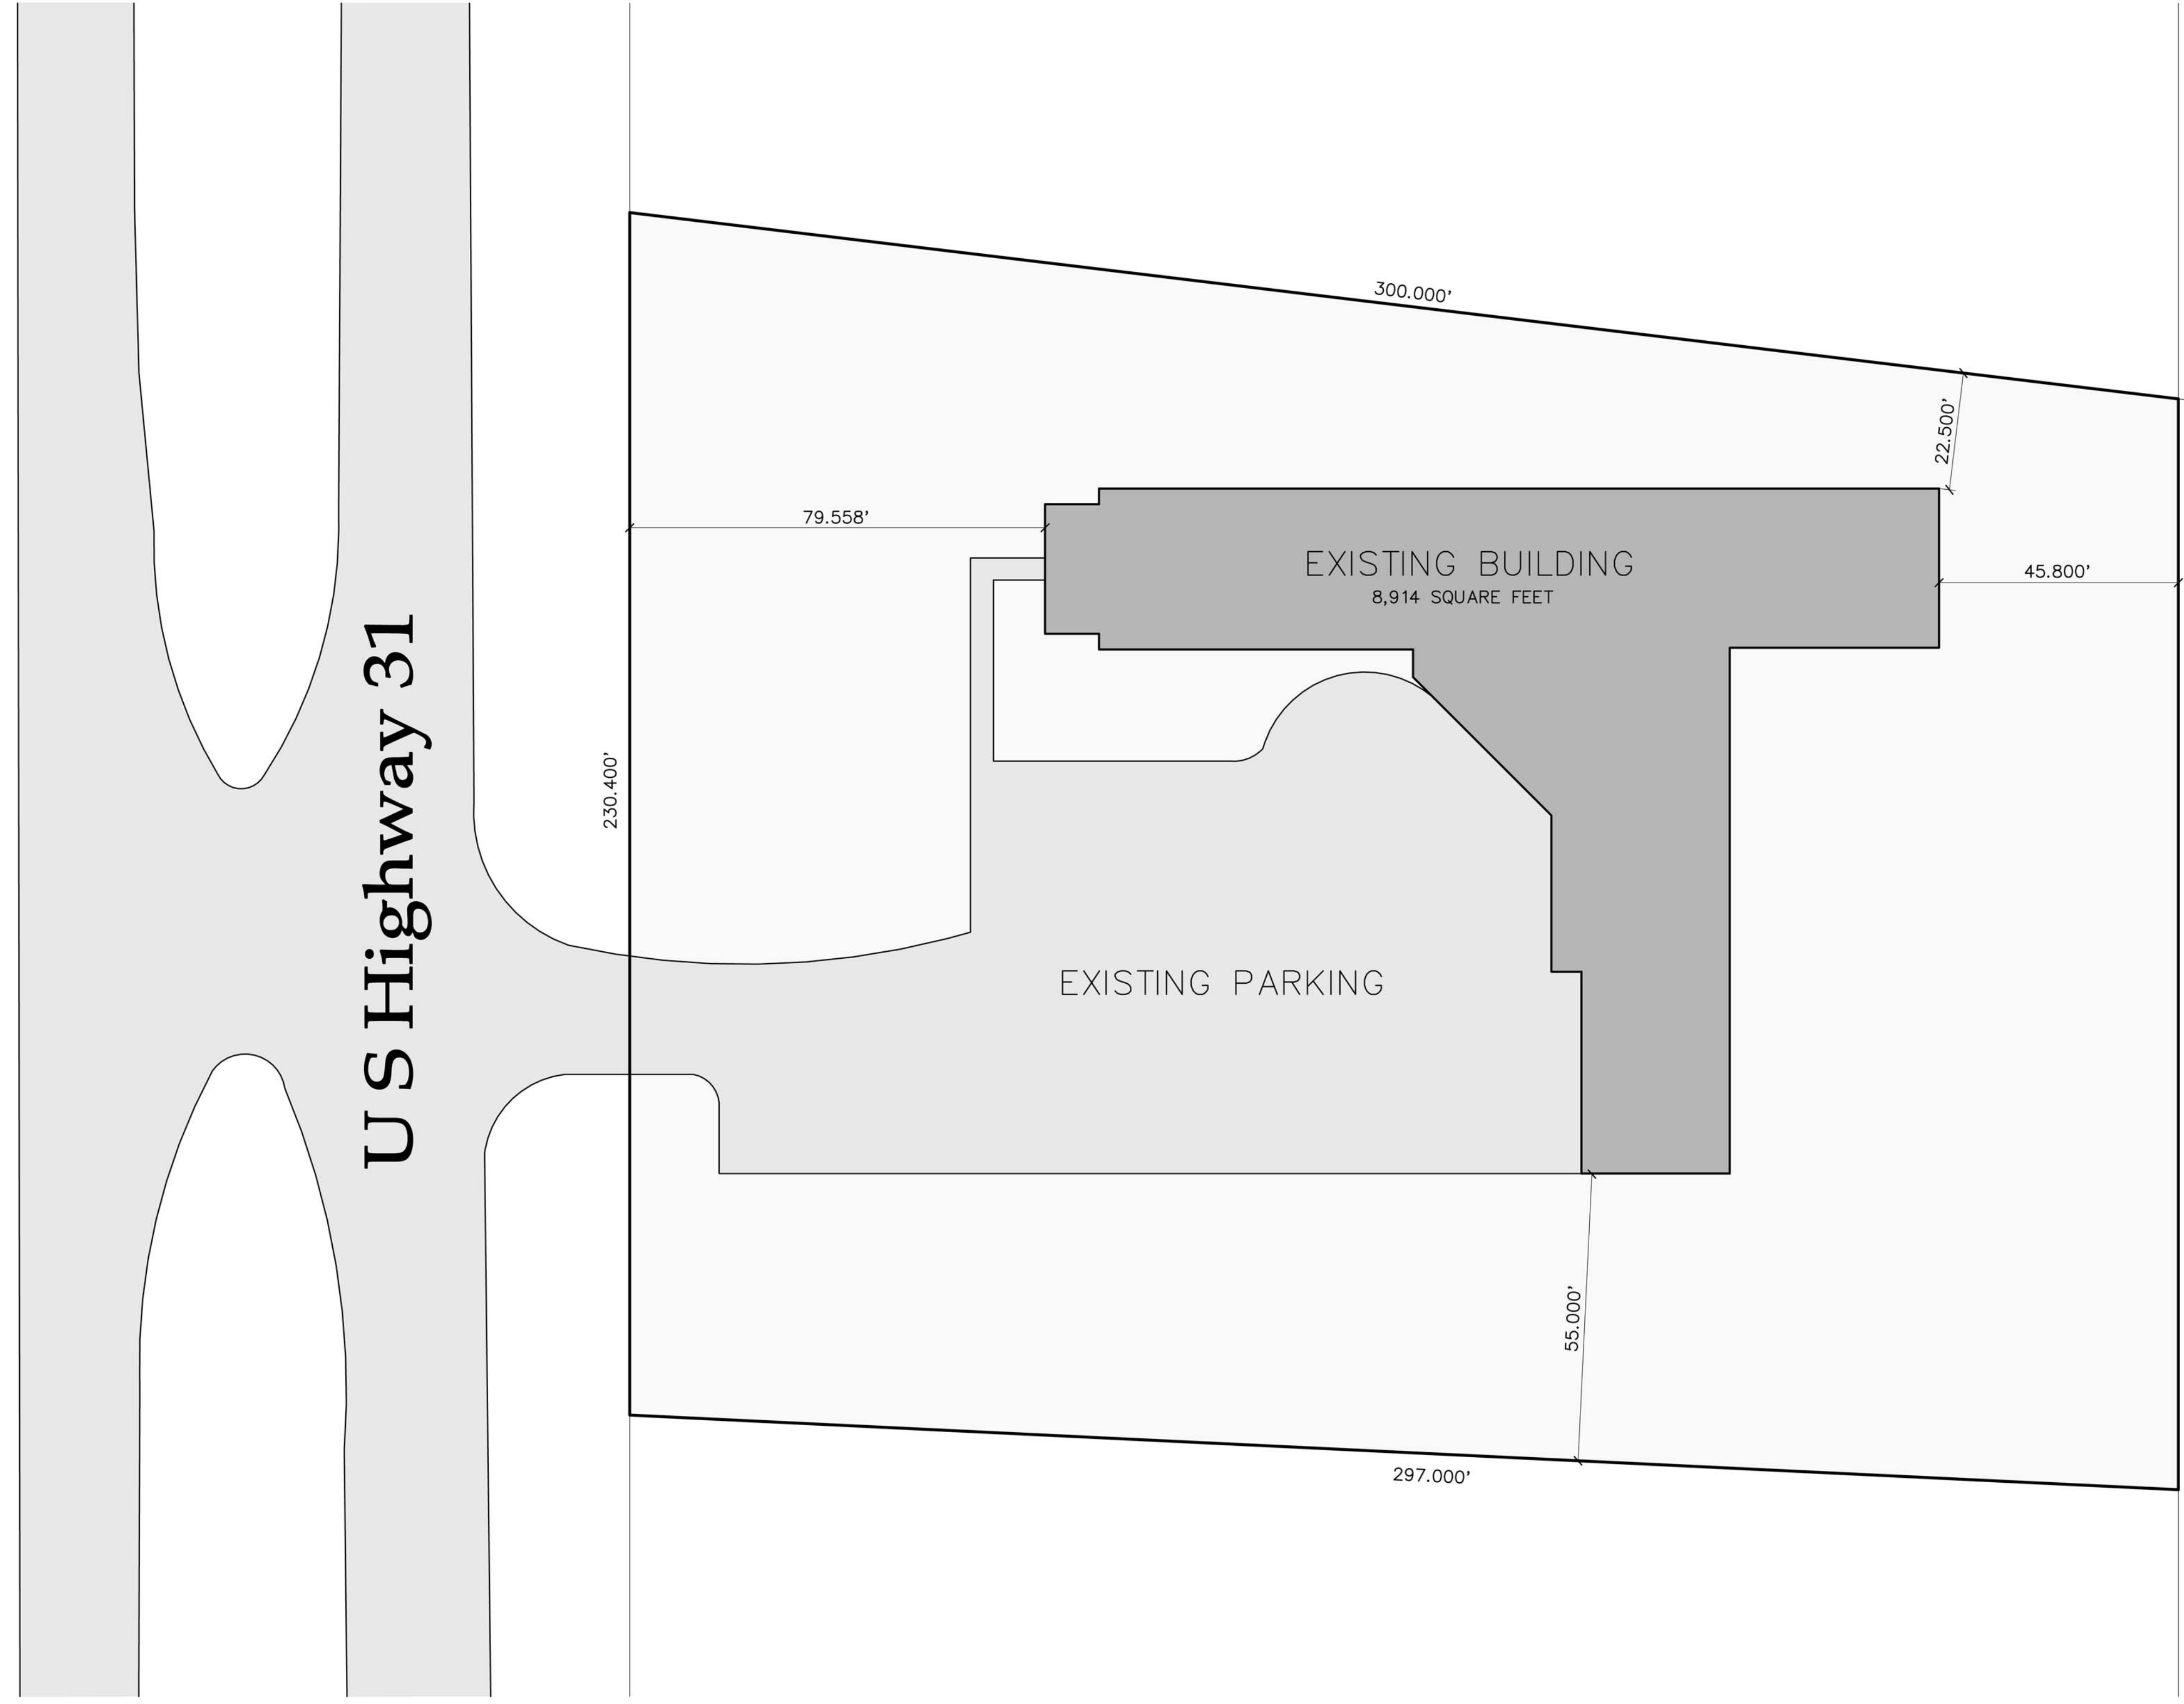 300.000'
22.500'
79.558'
EXISTING BUILDING
8,914 SQUARE FEET
45.800'
US Highway 31
230.400'
EXISTING PARKING
55.000'
297.000'